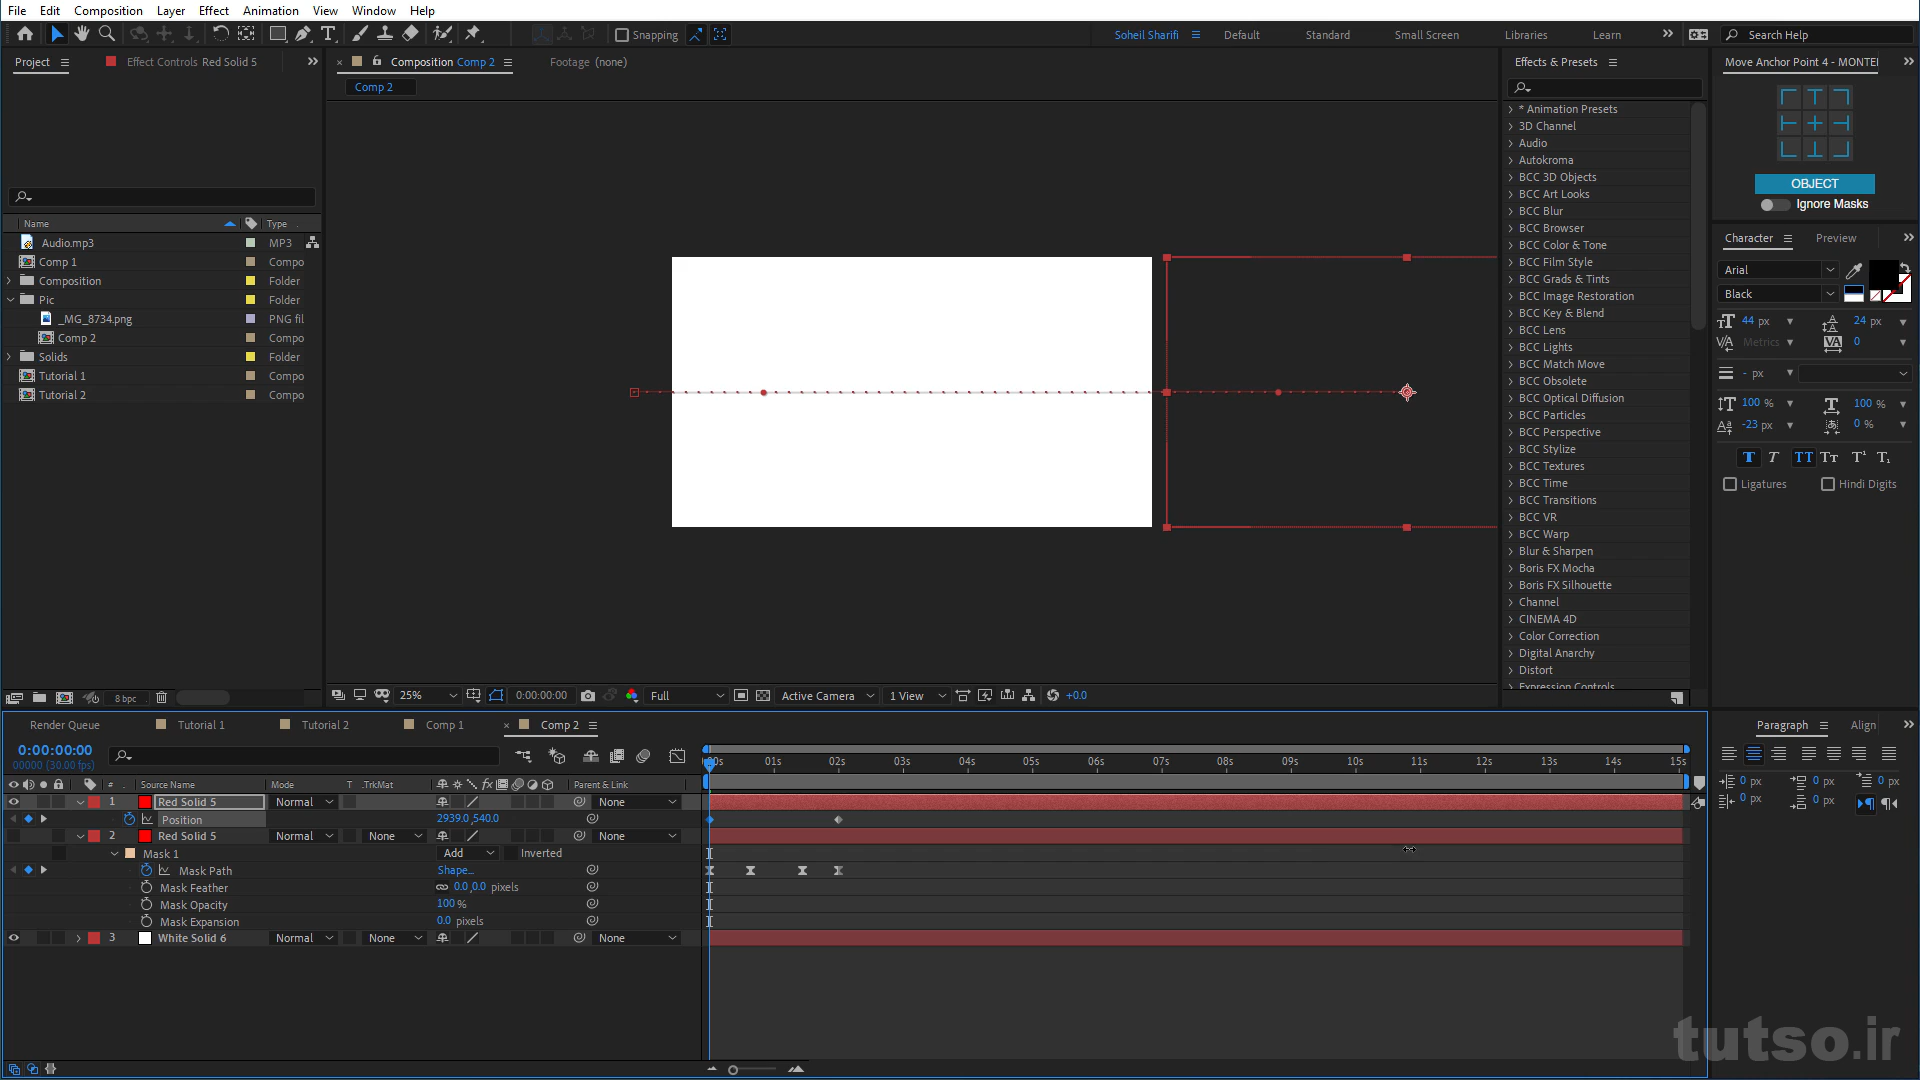 File Edit Composition Layer Effect Animation View Window Help
Snapping Soheil Sharifi Default Standard Small Screen Libraries Learn Search Help
Project Effect Controls Red Solid 5
Composition Comp 2 Footage (none)
Comp 2
Name Type
Audio.mp3 MP3
Comp 1 Compo
Composition Folder
Pic Folder
_MG_8734.png PNG fil
Comp 2 Compo
Solids Folder
Tutorial 1 Compo
Tutorial 2 Compo
8 bpc
25% 0:00:00:00 Full Active Camera 1 View +0.0
Effects & Presets
* Animation Presets
3D Channel
Audio
Autokroma
BCC 3D Objects
BCC Art Looks
BCC Blur
BCC Browser
BCC Color & Tone
BCC Film Style
BCC Grads & Tints
BCC Image Restoration
BCC Key & Blend
BCC Lens
BCC Lights
BCC Match Move
BCC Obsolete
BCC Optical Diffusion
BCC Particles
BCC Perspective
BCC Stylize
BCC Textures
BCC Time
BCC Transitions
BCC VR
BCC Warp
Blur & Sharpen
Boris FX Mocha
Boris FX Silhouette
Channel
CINEMA 4D
Color Correction
Digital Anarchy
Distort
Expression Controls
Move Anchor Point 4 - MONTE
OBJECT
Ignore Masks
Character Preview
Arial
Black
44 px 24 px
Metrics 0
- px
100 % 100 %
-23 px 0 %
Ligatures Hindi Digits
Render Queue Tutorial 1 Tutorial 2 Comp 1 Comp 2
0:00:00:00
00000 (30.00 fps)
:00s 01s 02s 03s 04s 05s 06s 07s 08s 09s 10s 11s 12s 13s 14s 15s
# Source Name Mode T .TrkMat Parent & Link
1 Red Solid 5 Normal None
Position 2939.0,540.0
2 Red Solid 5 Normal None None
Mask 1 Add Inverted
Mask Path Shape...
Mask Feather 0.0,0.0 pixels
Mask Opacity 100 %
Mask Expansion 0.0 pixels
3 White Solid 6 Normal None None
Paragraph Align
0 px 0 px 0 px
0 px 0 px
tutso.ir